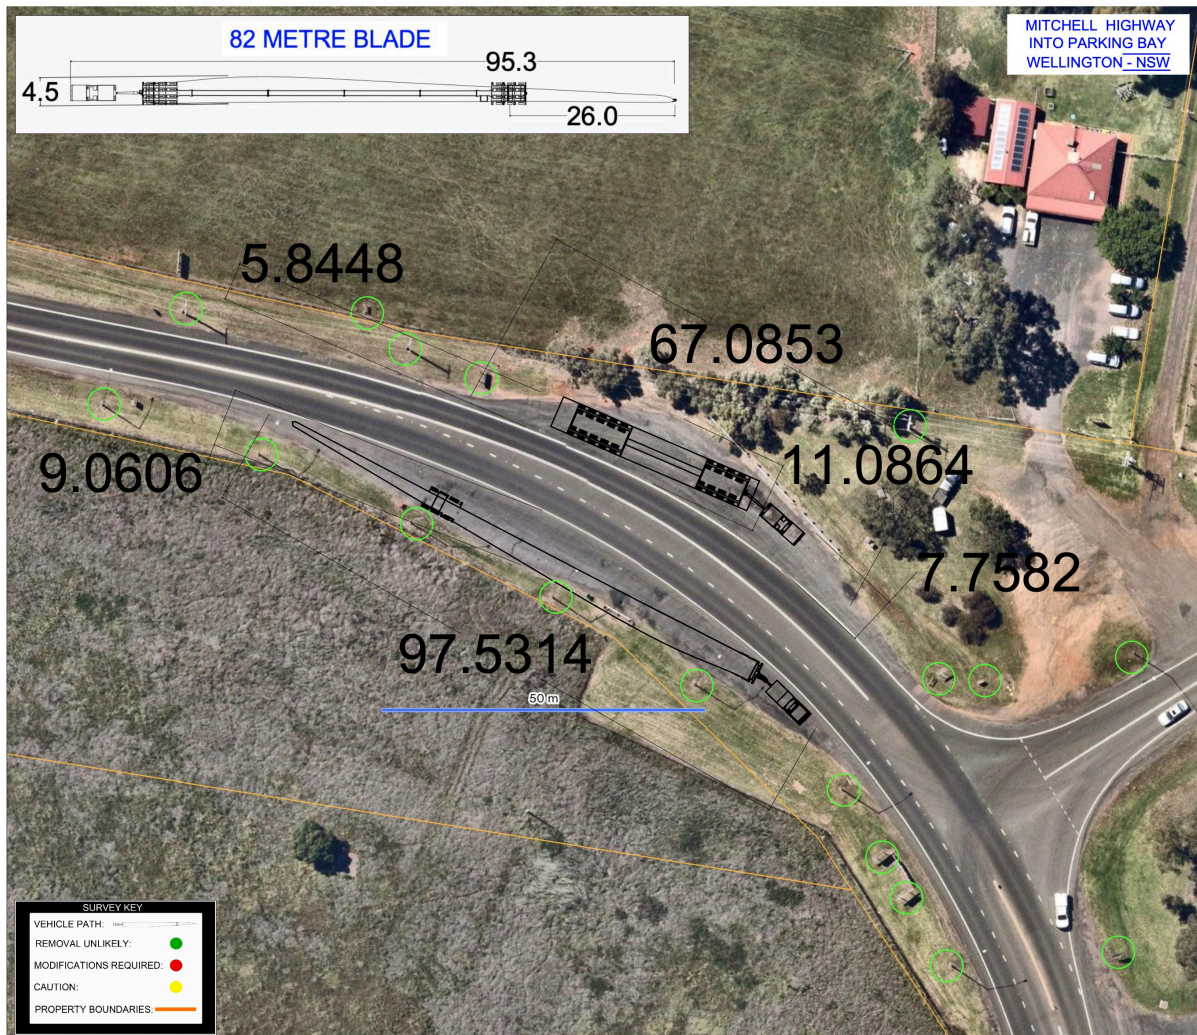 82 METRE BLADE
95.3
4.5
26.0
MITCHELL HIGHWAY
INTO PARKING BAY
WELLINGTON - NSW
5.8448
67.0853
9.0606
11.0864
7.7582
97.5314
50 m
SURVEY KEY
VEHICLE PATH:
REMOVAL UNLIKELY:
MODIFICATIONS REQUIRED:
CAUTION:
PROPERTY BOUNDARIES: